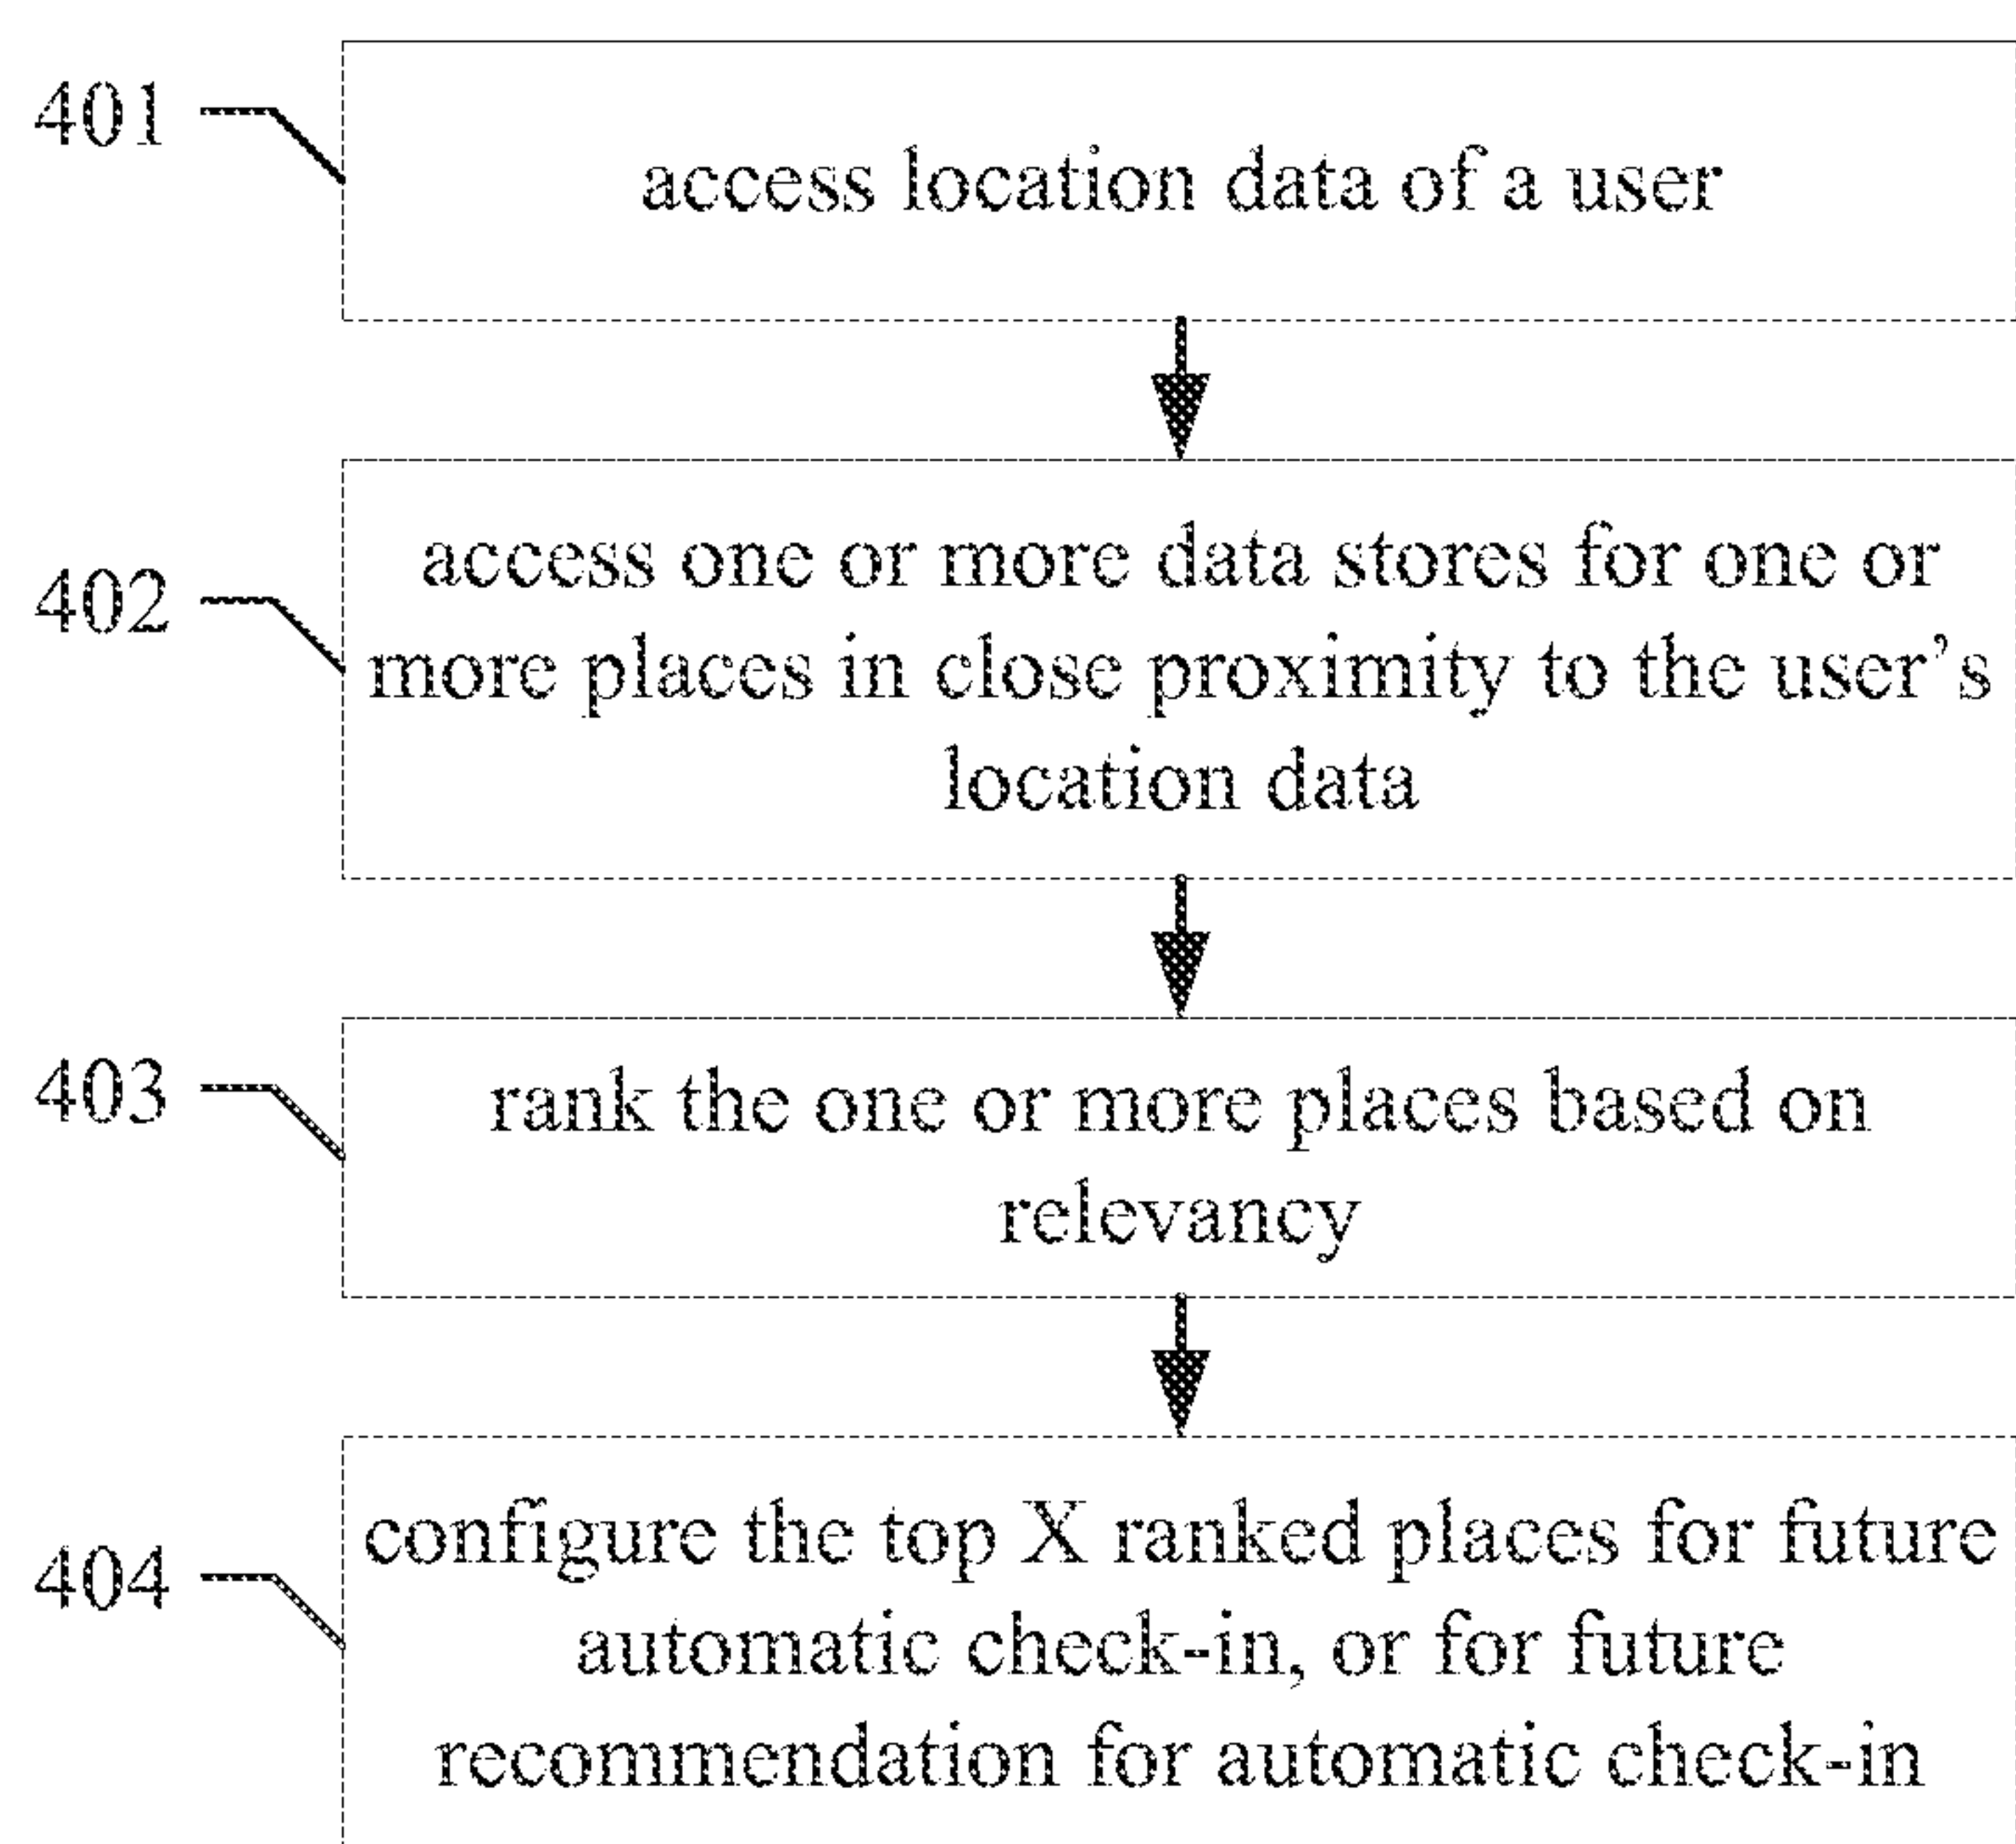 401
access location data of a user
402
access one or more data stores for one or
more places in close proximity to the user's
location data
403
rank the one or more places based on
relevancy
404
configure the top X ranked places for future
automatic check-in, or for future
recommendation for automatic check-in